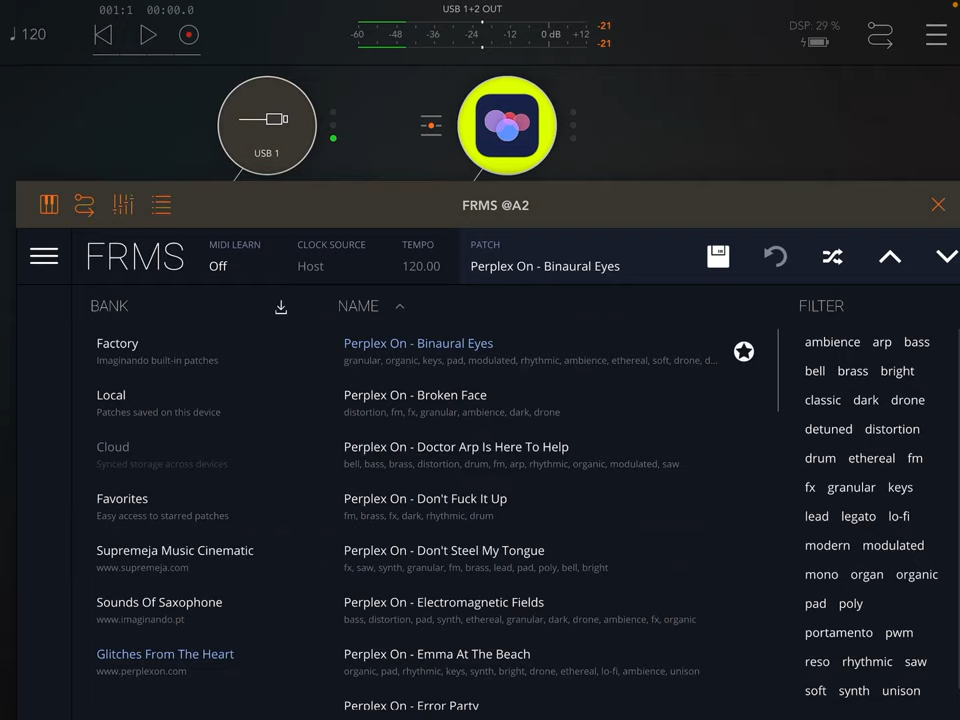 001:1 00:00.0
USB 1+2 OUT
♩ 120
-60 -48 -36 -24 -12 0 dB +12
-21
-21
DSP: 29 %
USB 1
FRMS @A2
FRMS
MIDI LEARN
Off
CLOCK SOURCE
Host
TEMPO
120.00
PATCH
Perplex On - Binaural Eyes
BANK
Factory
Imaginando built-in patches
Local
Patches saved on this device
Cloud
Synced storage across devices
Favorites
Easy access to starred patches
Supremeja Music Cinematic
www.supremeja.com
Sounds Of Saxophone
www.imaginando.pt
Glitches From The Heart
www.perplexon.com
NAME
Perplex On - Binaural Eyes
granular, organic, keys, pad, modulated, rhythmic, ambience, ethereal, soft, drone, d...
Perplex On - Broken Face
distortion, fm, fx, granular, ambience, dark, drone
Perplex On - Doctor Arp Is Here To Help
bell, bass, brass, distortion, drum, fm, arp, rhythmic, organic, modulated, saw
Perplex On - Don't Fuck It Up
fm, brass, fx, dark, rhythmic, drum
Perplex On - Don't Steel My Tongue
fx, saw, synth, granular, fm, brass, lead, pad, poly, bell, bright
Perplex On - Electromagnetic Fields
bass, distortion, pad, synth, ethereal, granular, dark, drone, ambience, fx, organic
Perplex On - Emma At The Beach
organic, pad, rhythmic, keys, synth, bright, drone, ethereal, lo-fi, ambience, unison
Perplex On - Error Party
FILTER
ambience arp bass
bell brass bright
classic dark drone
detuned distortion
drum ethereal fm
fx granular keys
lead legato lo-fi
modern modulated
mono organ organic
pad poly
portamento pwm
reso rhythmic saw
soft synth unison